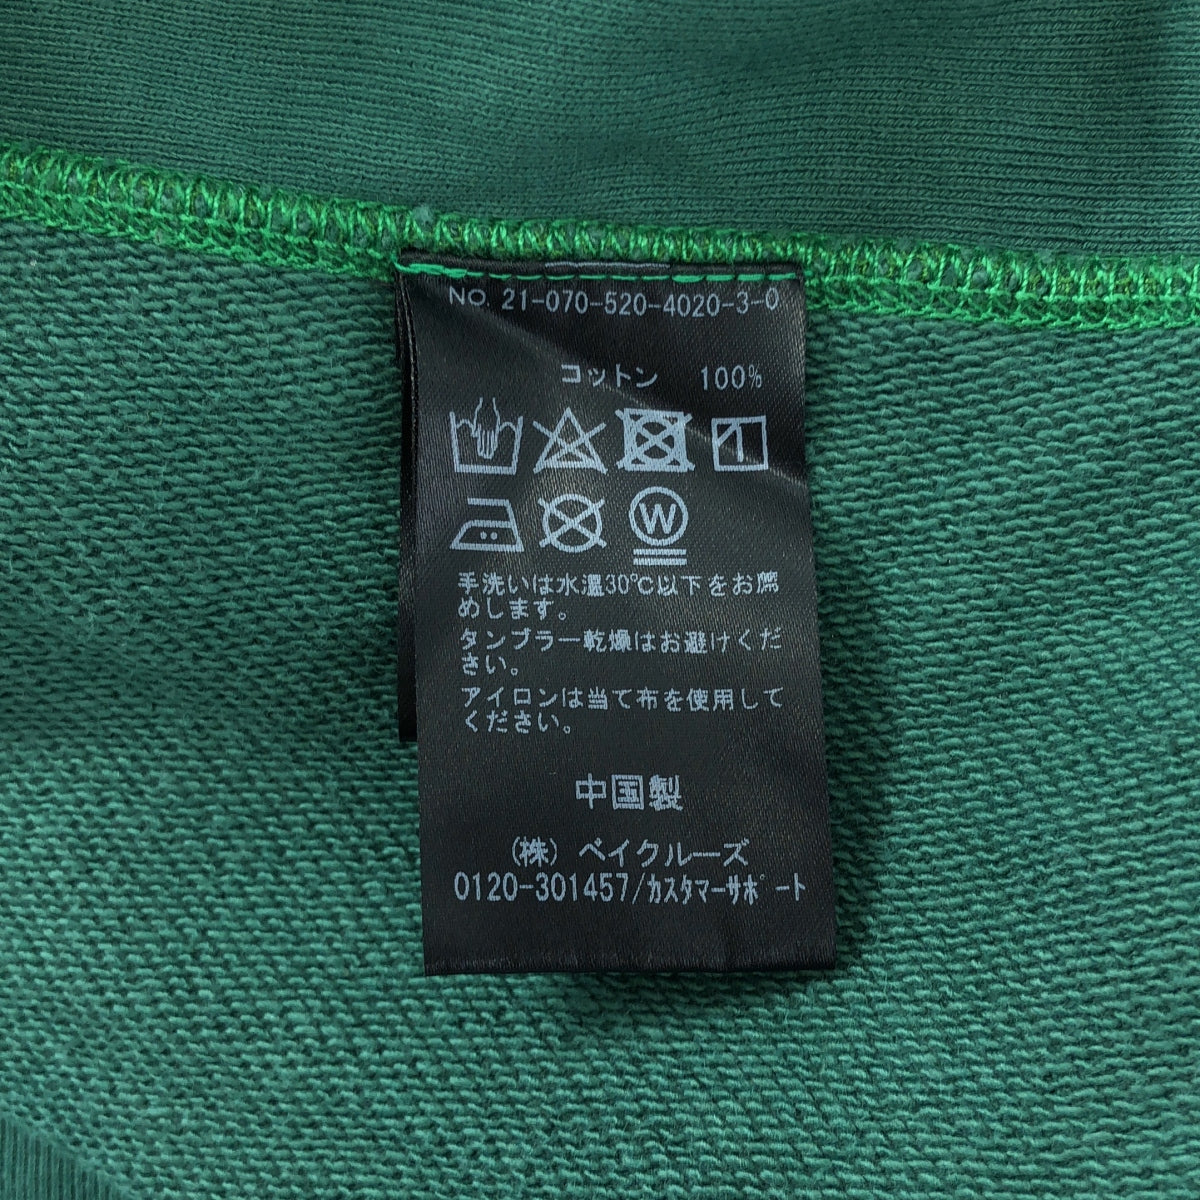 No. 21-070-520-4020-3-0
コットン 100%
W
手洗いは水温30℃以下をお薦
めします。
タンブラー乾燥はお避けくだ
さい。
アイロンは当て布を使用して
ください。
中国製
(株) ベイクルーズ
0120-301457/ｶｽﾀﾏｰｻﾎﾟｰﾄ